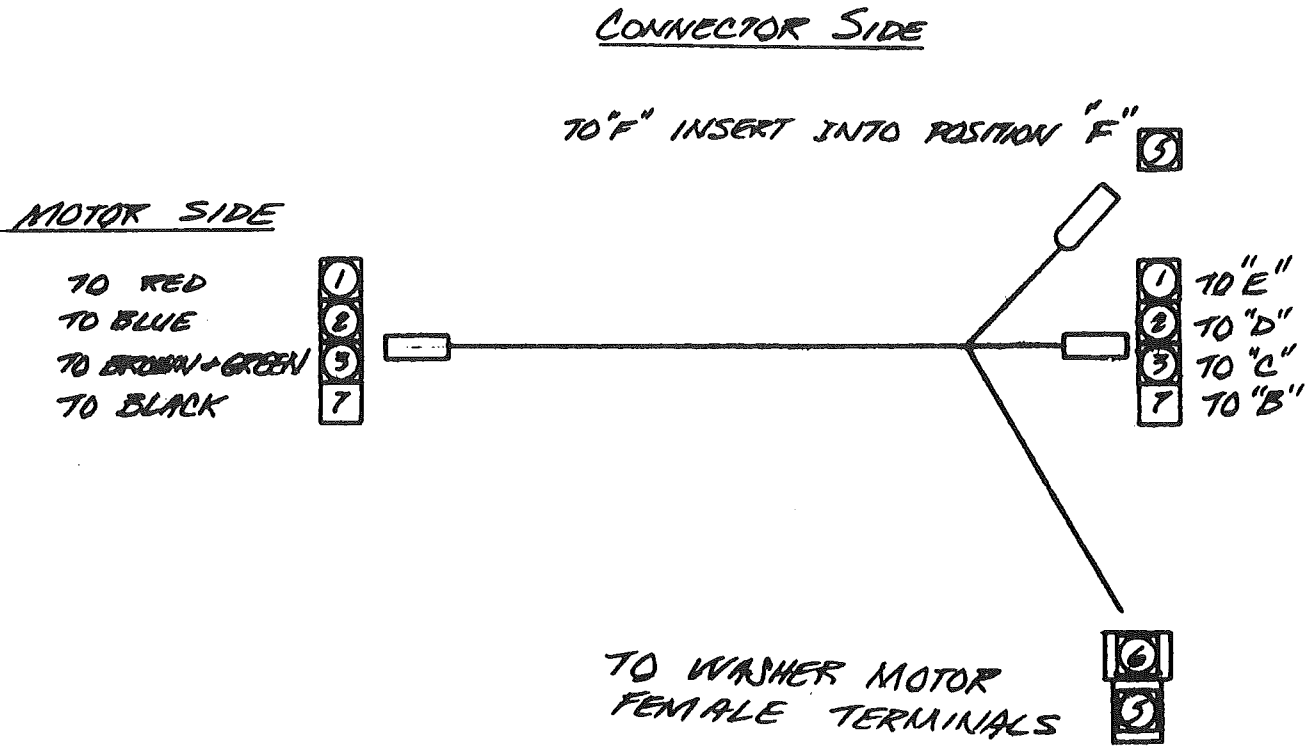 CONNECTOR SIDE
TO "F" INSERT INTO POSITION "F"
5
MOTOR SIDE
TO RED 1
TO BLUE 2
TO BROWN + GREEN
TO BLACK 7
1 TO "E"
2 TO "D"
3 TO "C"
7 TO "B"
TO WASHER MOTOR
FEMALE TERMINALS
6
5